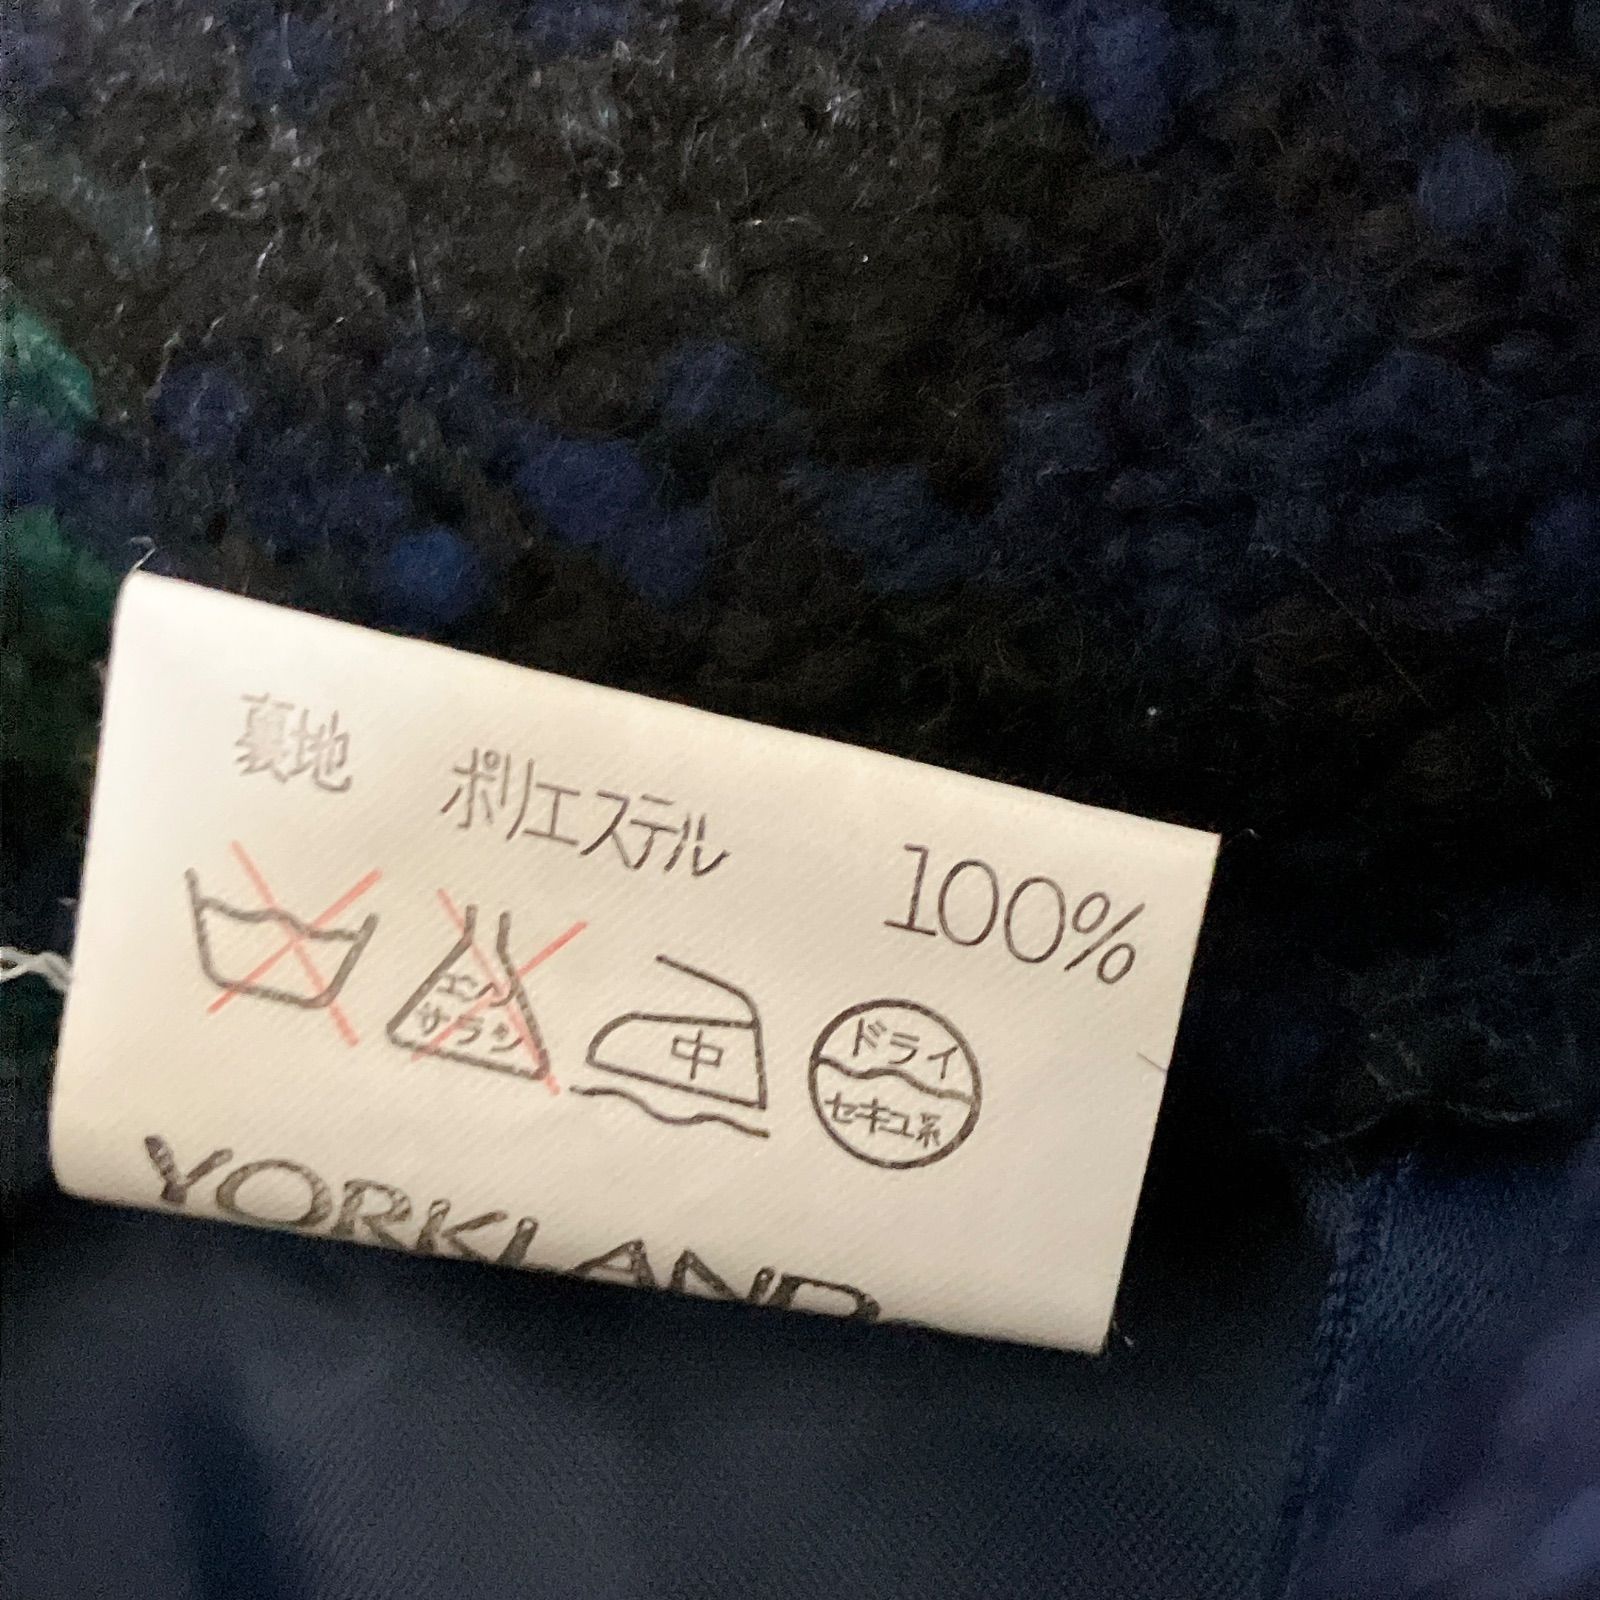 裏地 ポリエステル 100%
エンソ サラシ
中
ドライ
セキユ系
YORKLAND